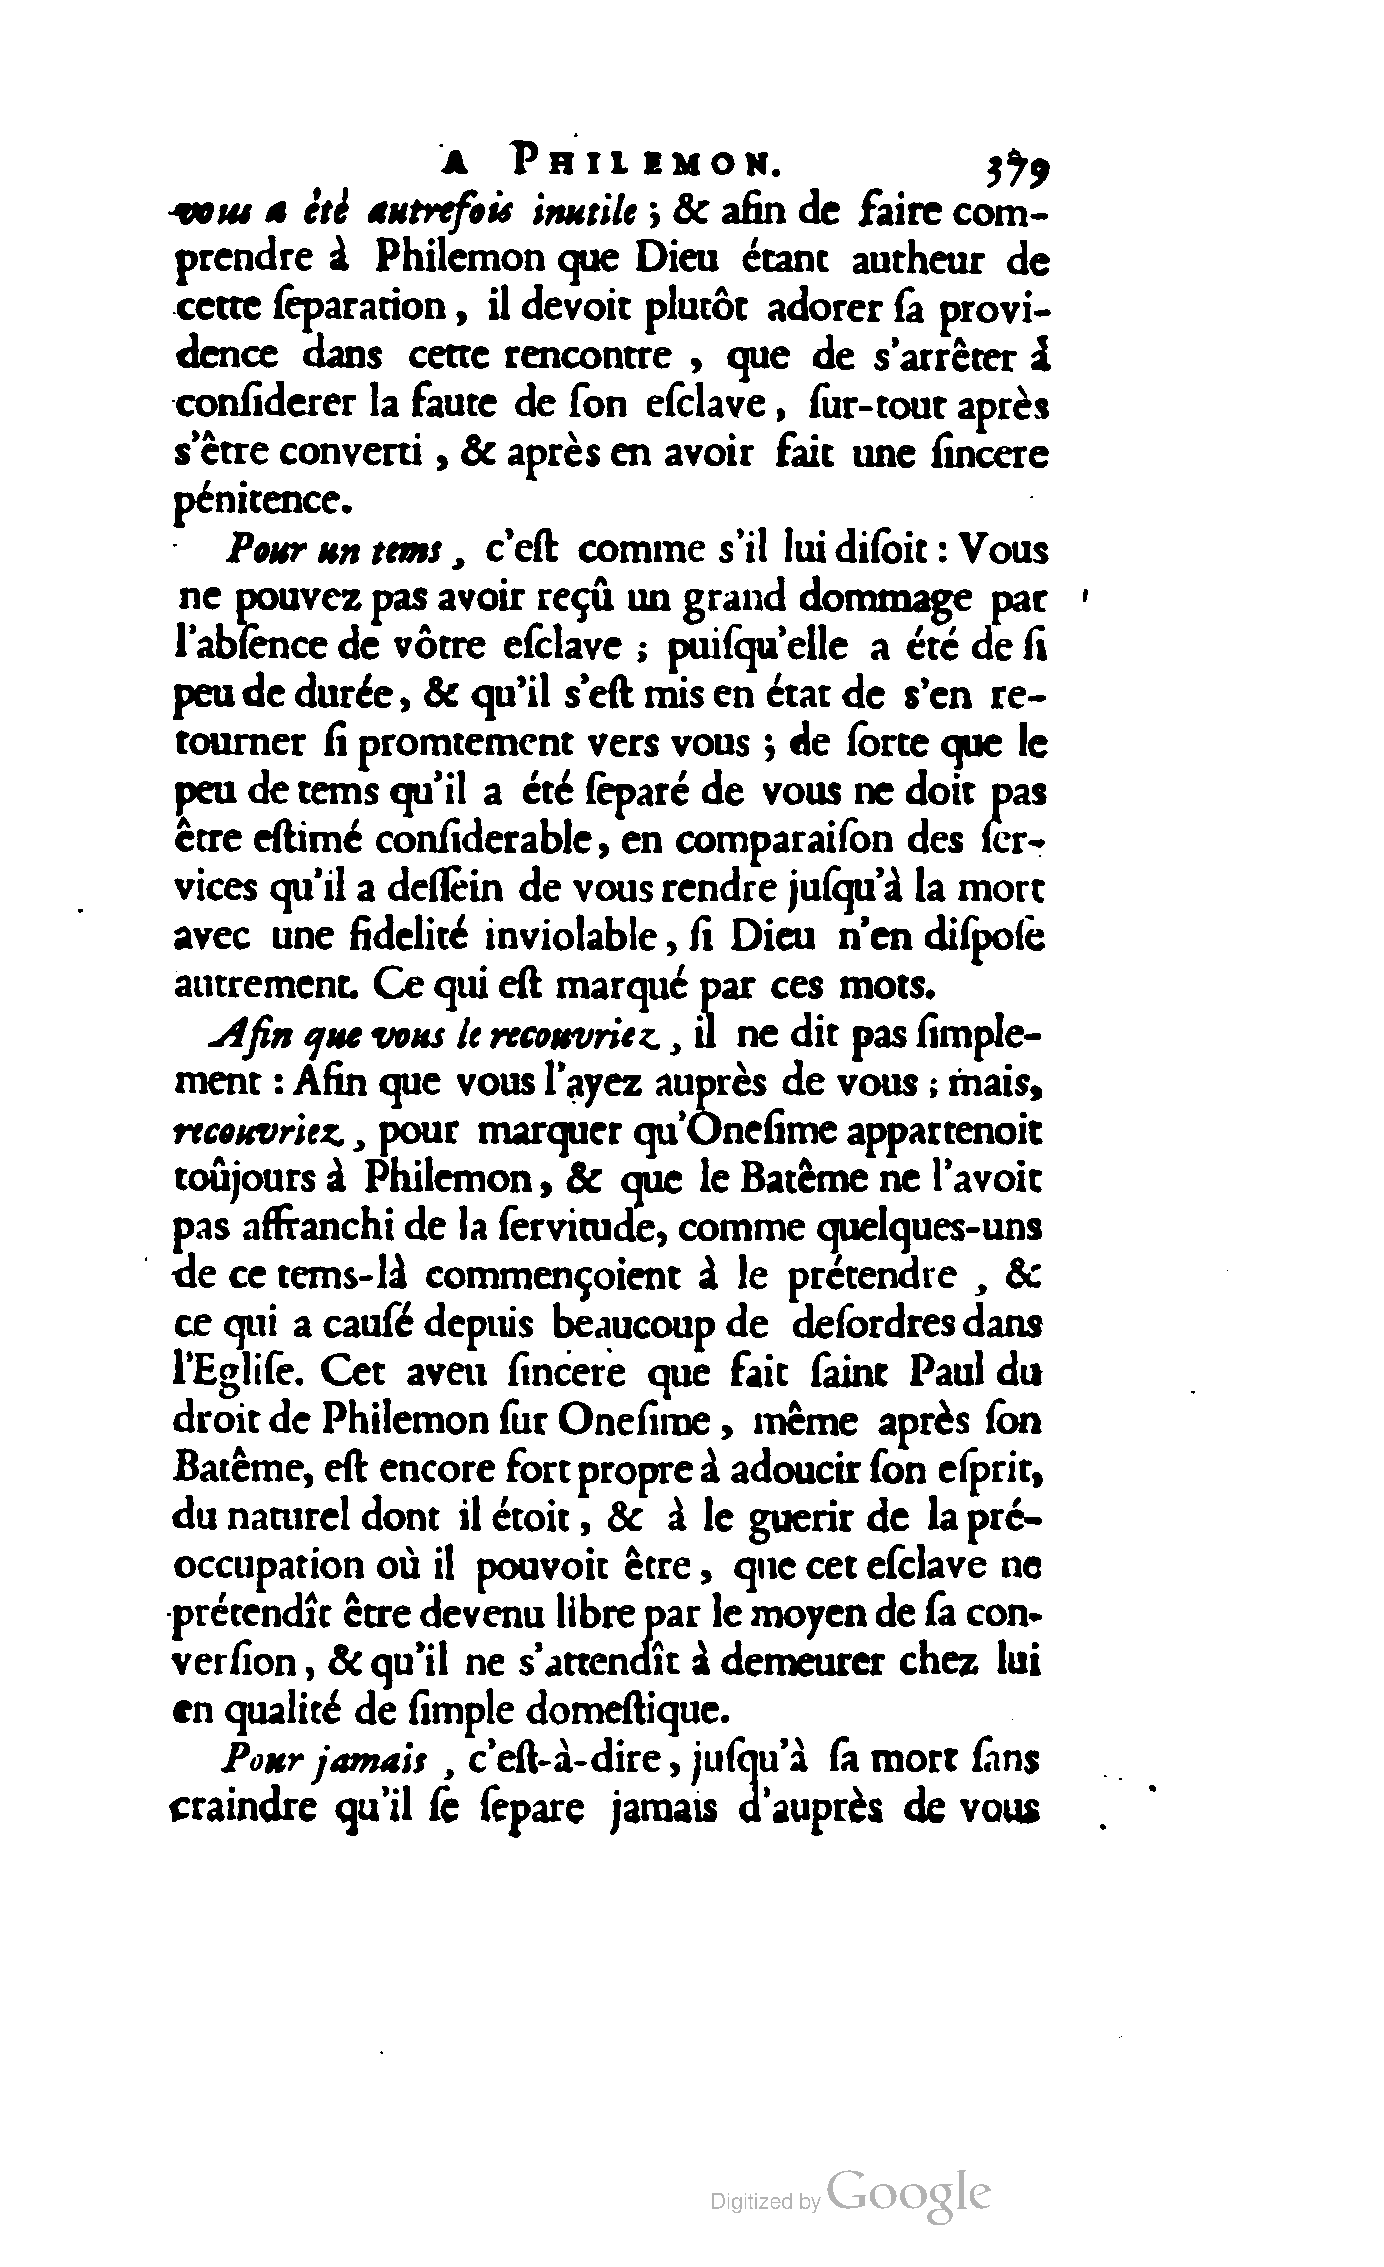 A PHILEMON. 379
vous a été autrefois inutile ; & afin de faire com-
prendre à Philemon que Dieu étant autheur de
cette ſeparation, il devoit plutôt adorer ſa provi-
dence dans cette rencontre, que de s'arrêter à
conſiderer la faute de ſon eſclave, ſur-tout après
s'être converti, & après en avoir fait une ſincere
pénitence.
Pour un tems, c'eſt comme s'il lui diſoit : Vous
ne pouvez pas avoir reçû un grand dommage par
l'abſence de vôtre eſclave ; puiſqu'elle a été de ſi
peu de durée, & qu'il s'eſt mis en état de s'en re-
tourner ſi promtement vers vous ; de ſorte que le
peu de tems qu'il a été ſeparé de vous ne doit pas
être eſtimé conſiderable, en comparaiſon des ſer-
vices qu'il a deſſein de vous rendre juſqu'à la mort
avec une fidelité inviolable, ſi Dieu n'en diſpoſe
autrement. Ce qui eſt marqué par ces mots.
Afin que vous le recouvriez, il ne dit pas ſimple-
ment : Afin que vous l'ayez auprès de vous ; mais,
recouvriez, pour marquer qu'Oneſime appartenoit
toûjours à Philemon, & que le Batême ne l'avoit
pas affranchi de la ſervitude, comme quelques-uns
de ce tems-là commençoient à le prétendre, &
ce qui a cauſé depuis beaucoup de deſordres dans
l'Egliſe. Cet aveu ſincere que fait ſaint Paul du
droit de Philemon ſur Oneſime, même après ſon
Batême, eſt encore fort propre à adoucir ſon eſprit,
du naturel dont il étoit, & à le guerir de la pré-
occupation où il pouvoit être, que cet eſclave ne
prétendît être devenu libre par le moyen de ſa con-
verſion, & qu'il ne s'attendît à demeurer chez lui
en qualité de ſimple domeſtique.
Pour jamais, c'eſt-à-dire, juſqu'à ſa mort ſans
craindre qu'il ſe ſepare jamais d'auprès de vous
Digitized by Google